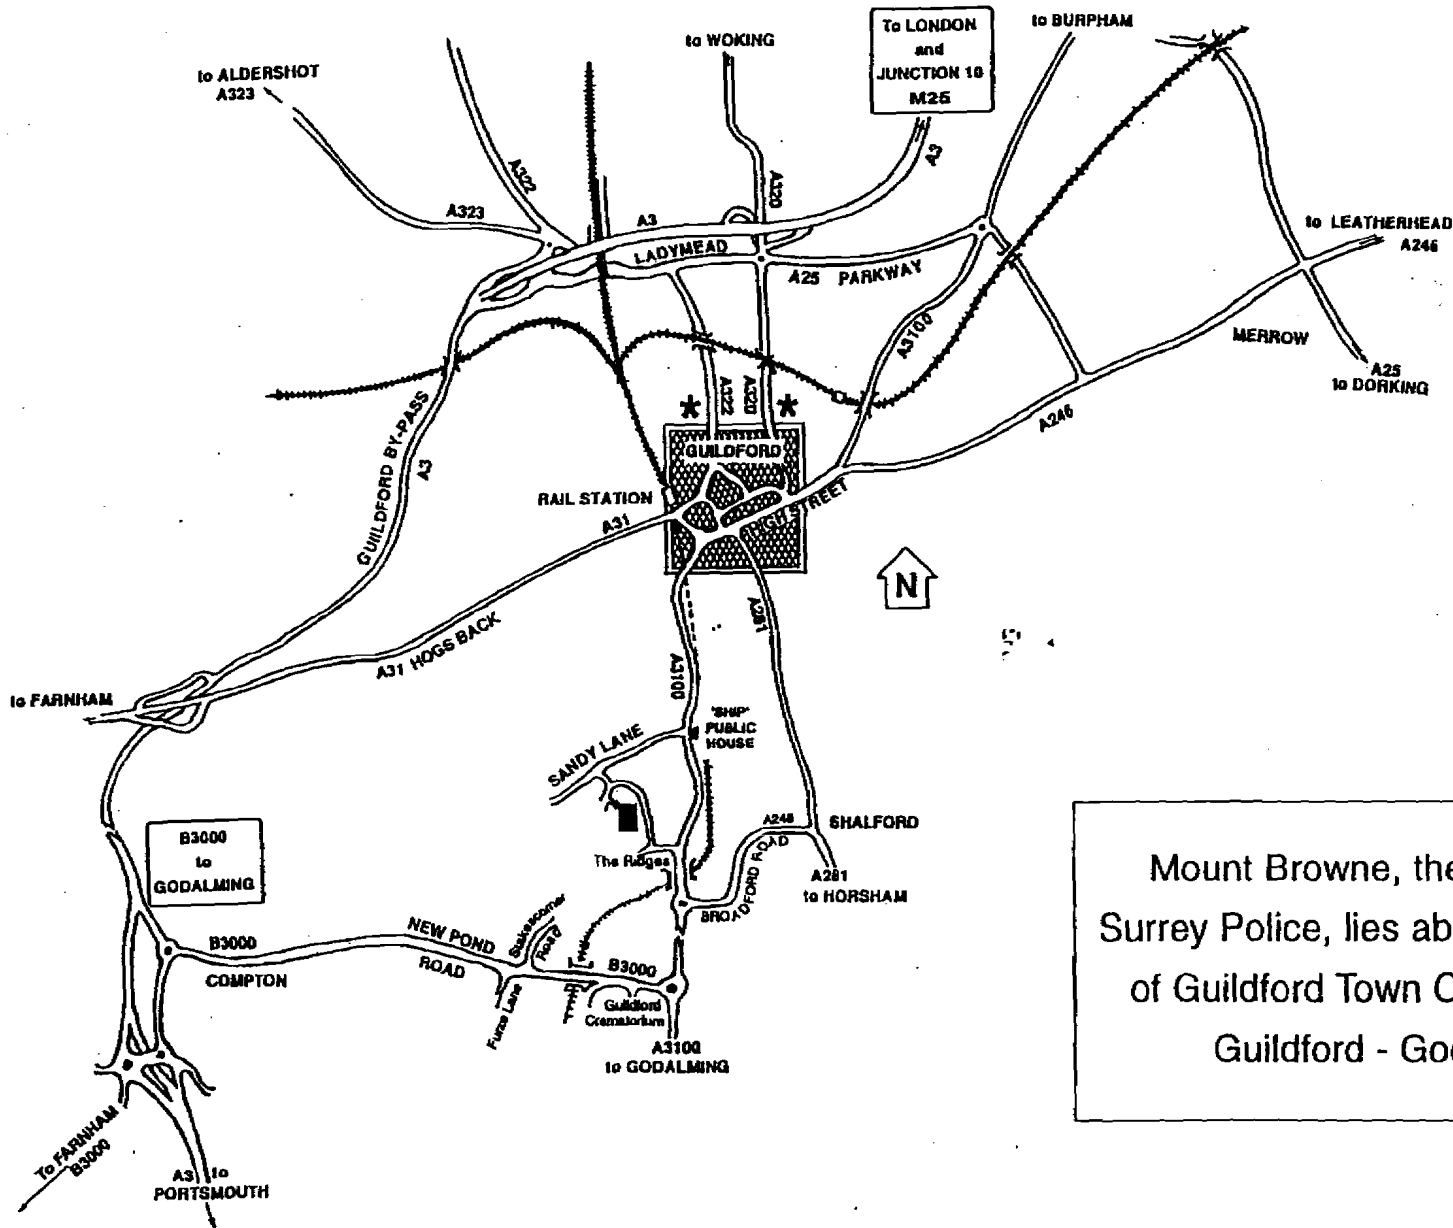 to ALDERSHOT
A323
to WOKING
To LONDON
and
JUNCTION 10
M25
to BURPHAM
A322
A323
A320
A3
A3
LADYMEAD
A25 PARKWAY
to LEATHERHEAD
A246
MERROW
A25
to DORKING
A3100
A246
A322
A320
*
*
GUILDFORD
HIGH STREET
RAIL STATION
A31
GUILDFORD BY-PASS
A3
A31 HOGS BACK
to FARNHAM
N
A281
A3100
'SHIP'
PUBLIC
HOUSE
SANDY LANE
The Ridges
A248
BROADFORD ROAD
SHALFORD
A281
to HORSHAM
B3000
to
GODALMING
B3000
COMPTON
NEW POND
ROAD
Road
Furze Lane
B3000
Guildford
Crematorium
A3100
to GODALMING
To FARNHAM
B3000
A3 to
PORTSMOUTH
Mount Browne, the
Surrey Police, lies ab
of Guildford Town C
Guildford - Go